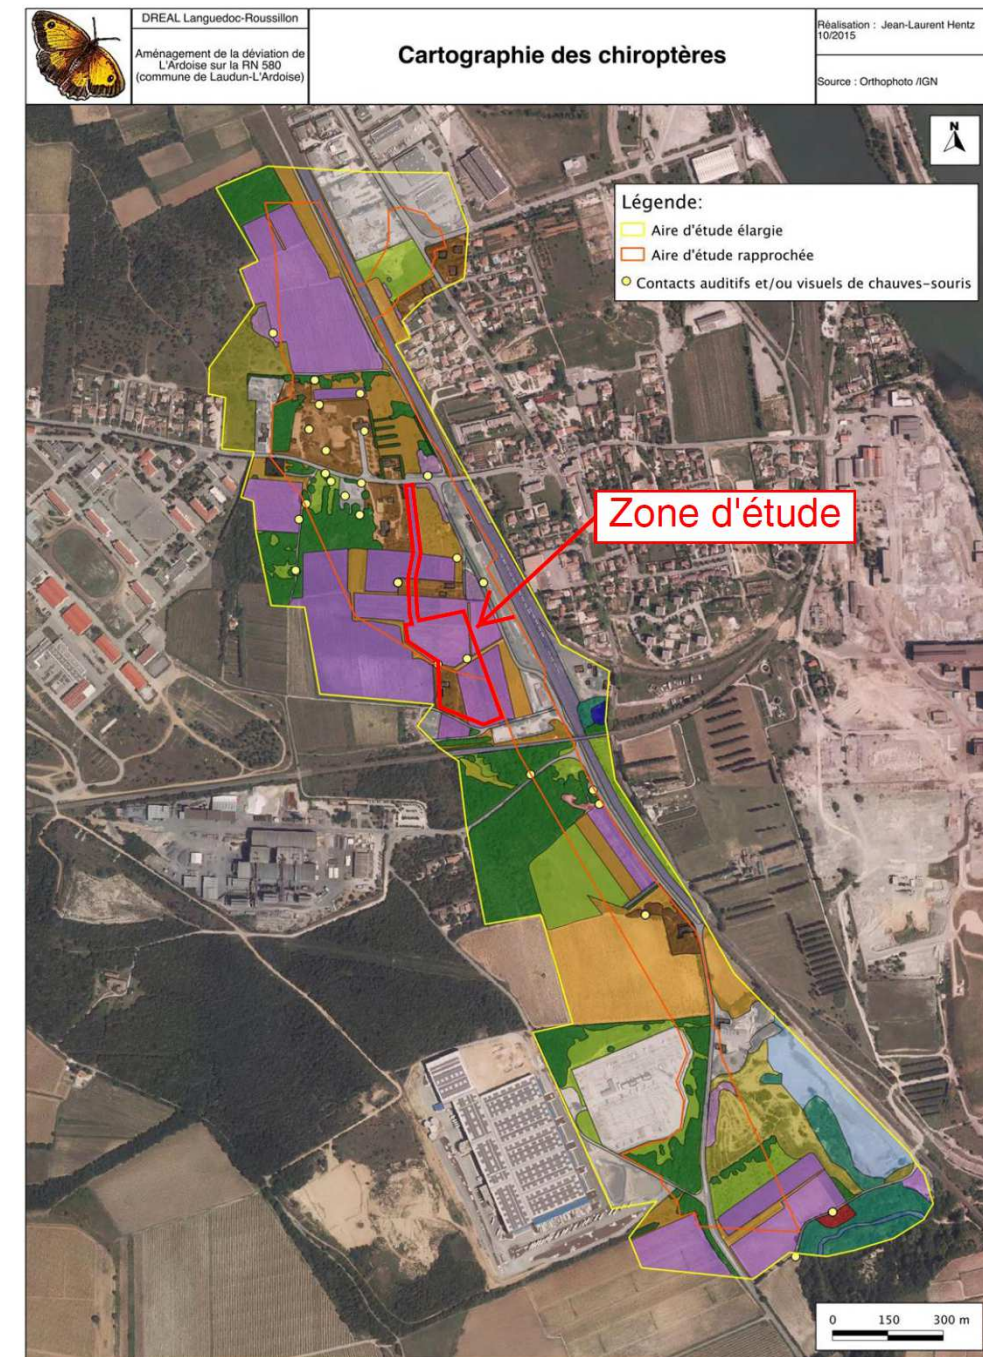 DREAL Languedoc-Roussillon
Aménagement de la déviation de
L'Ardoise sur la RN 580
(commune de Laudun-L'Ardoise)
Cartographie des chiroptères
Réalisation : Jean-Laurent Hentz
10/2015
Source : Orthophoto /IGN
N
Légende:
Aire d'étude élargie
Aire d'étude rapprochée
Contacts auditifs et/ou visuels de chauves-souris
Zone d'étude
0 150 300 m